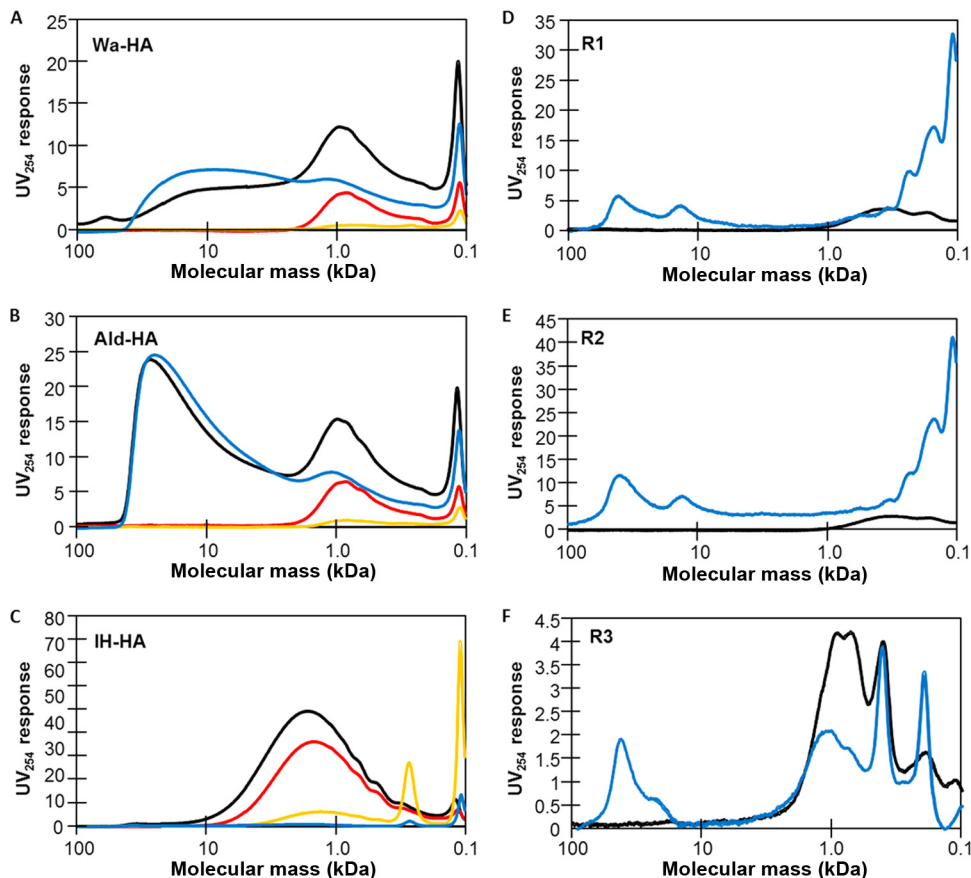 A
Wa-HA
UV254 response
25
20
15
10
5
0
100 10 1.0 0.1
Molecular mass (kDa)
B
Ald-HA
UV254 response
30
25
20
15
10
5
0
100 10 1.0 0.1
Molecular mass (kDa)
C
IH-HA
UV254 response
80
70
60
50
40
30
20
10
0
100 10 1.0 0.1
Molecular mass (kDa)
D
R1
UV254 response
35
30
25
20
15
10
5
0
100 10 1.0 0.1
Molecular mass (kDa)
E
R2
UV254 response
45
40
35
30
25
20
15
10
5
0
100 10 1.0 0.1
Molecular mass (kDa)
F
R3
UV254 response
4.5
4
3.5
3
2.5
2
1.5
1
0.5
0
100 10 1.0 0.1
Molecular mass (kDa)